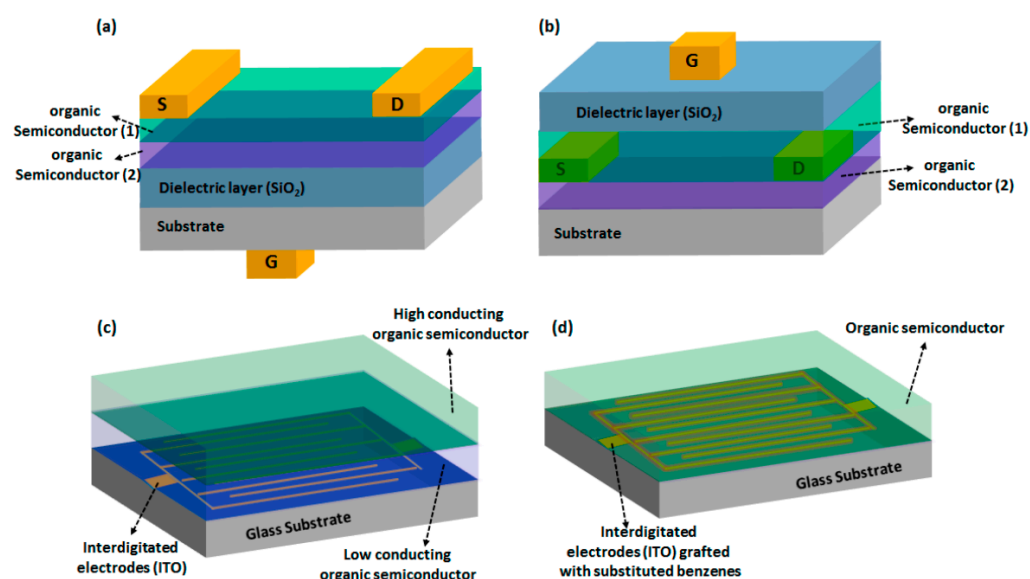 (a)
S
D
organic
Semiconductor (1)
organic
Semiconductor (2)
Dielectric layer (SiO₂)
Substrate
G
(b)
G
Dielectric layer (SiO₂)
organic
Semiconductor (1)
S
D
organic
Semiconductor (2)
Substrate
(c)
High conducting
organic semiconductor
Glass Substrate
Interdigitated
electrodes (ITO)
Low conducting
organic semiconductor
(d)
Organic semiconductor
Glass Substrate
Interdigitated
electrodes (ITO) grafted
with substituted benzenes